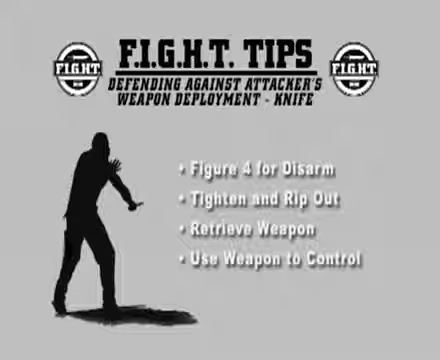 F.I.G.H.T. TIPS
F.I.G.H.T.
F.I.G.H.T.
DEFENDING AGAINST ATTACKER'S
WEAPON DEPLOYMENT - KNIFE
• Figure 4 for Disarm
• Tighten and Rip Out
• Retrieve Weapon
• Use Weapon to Control